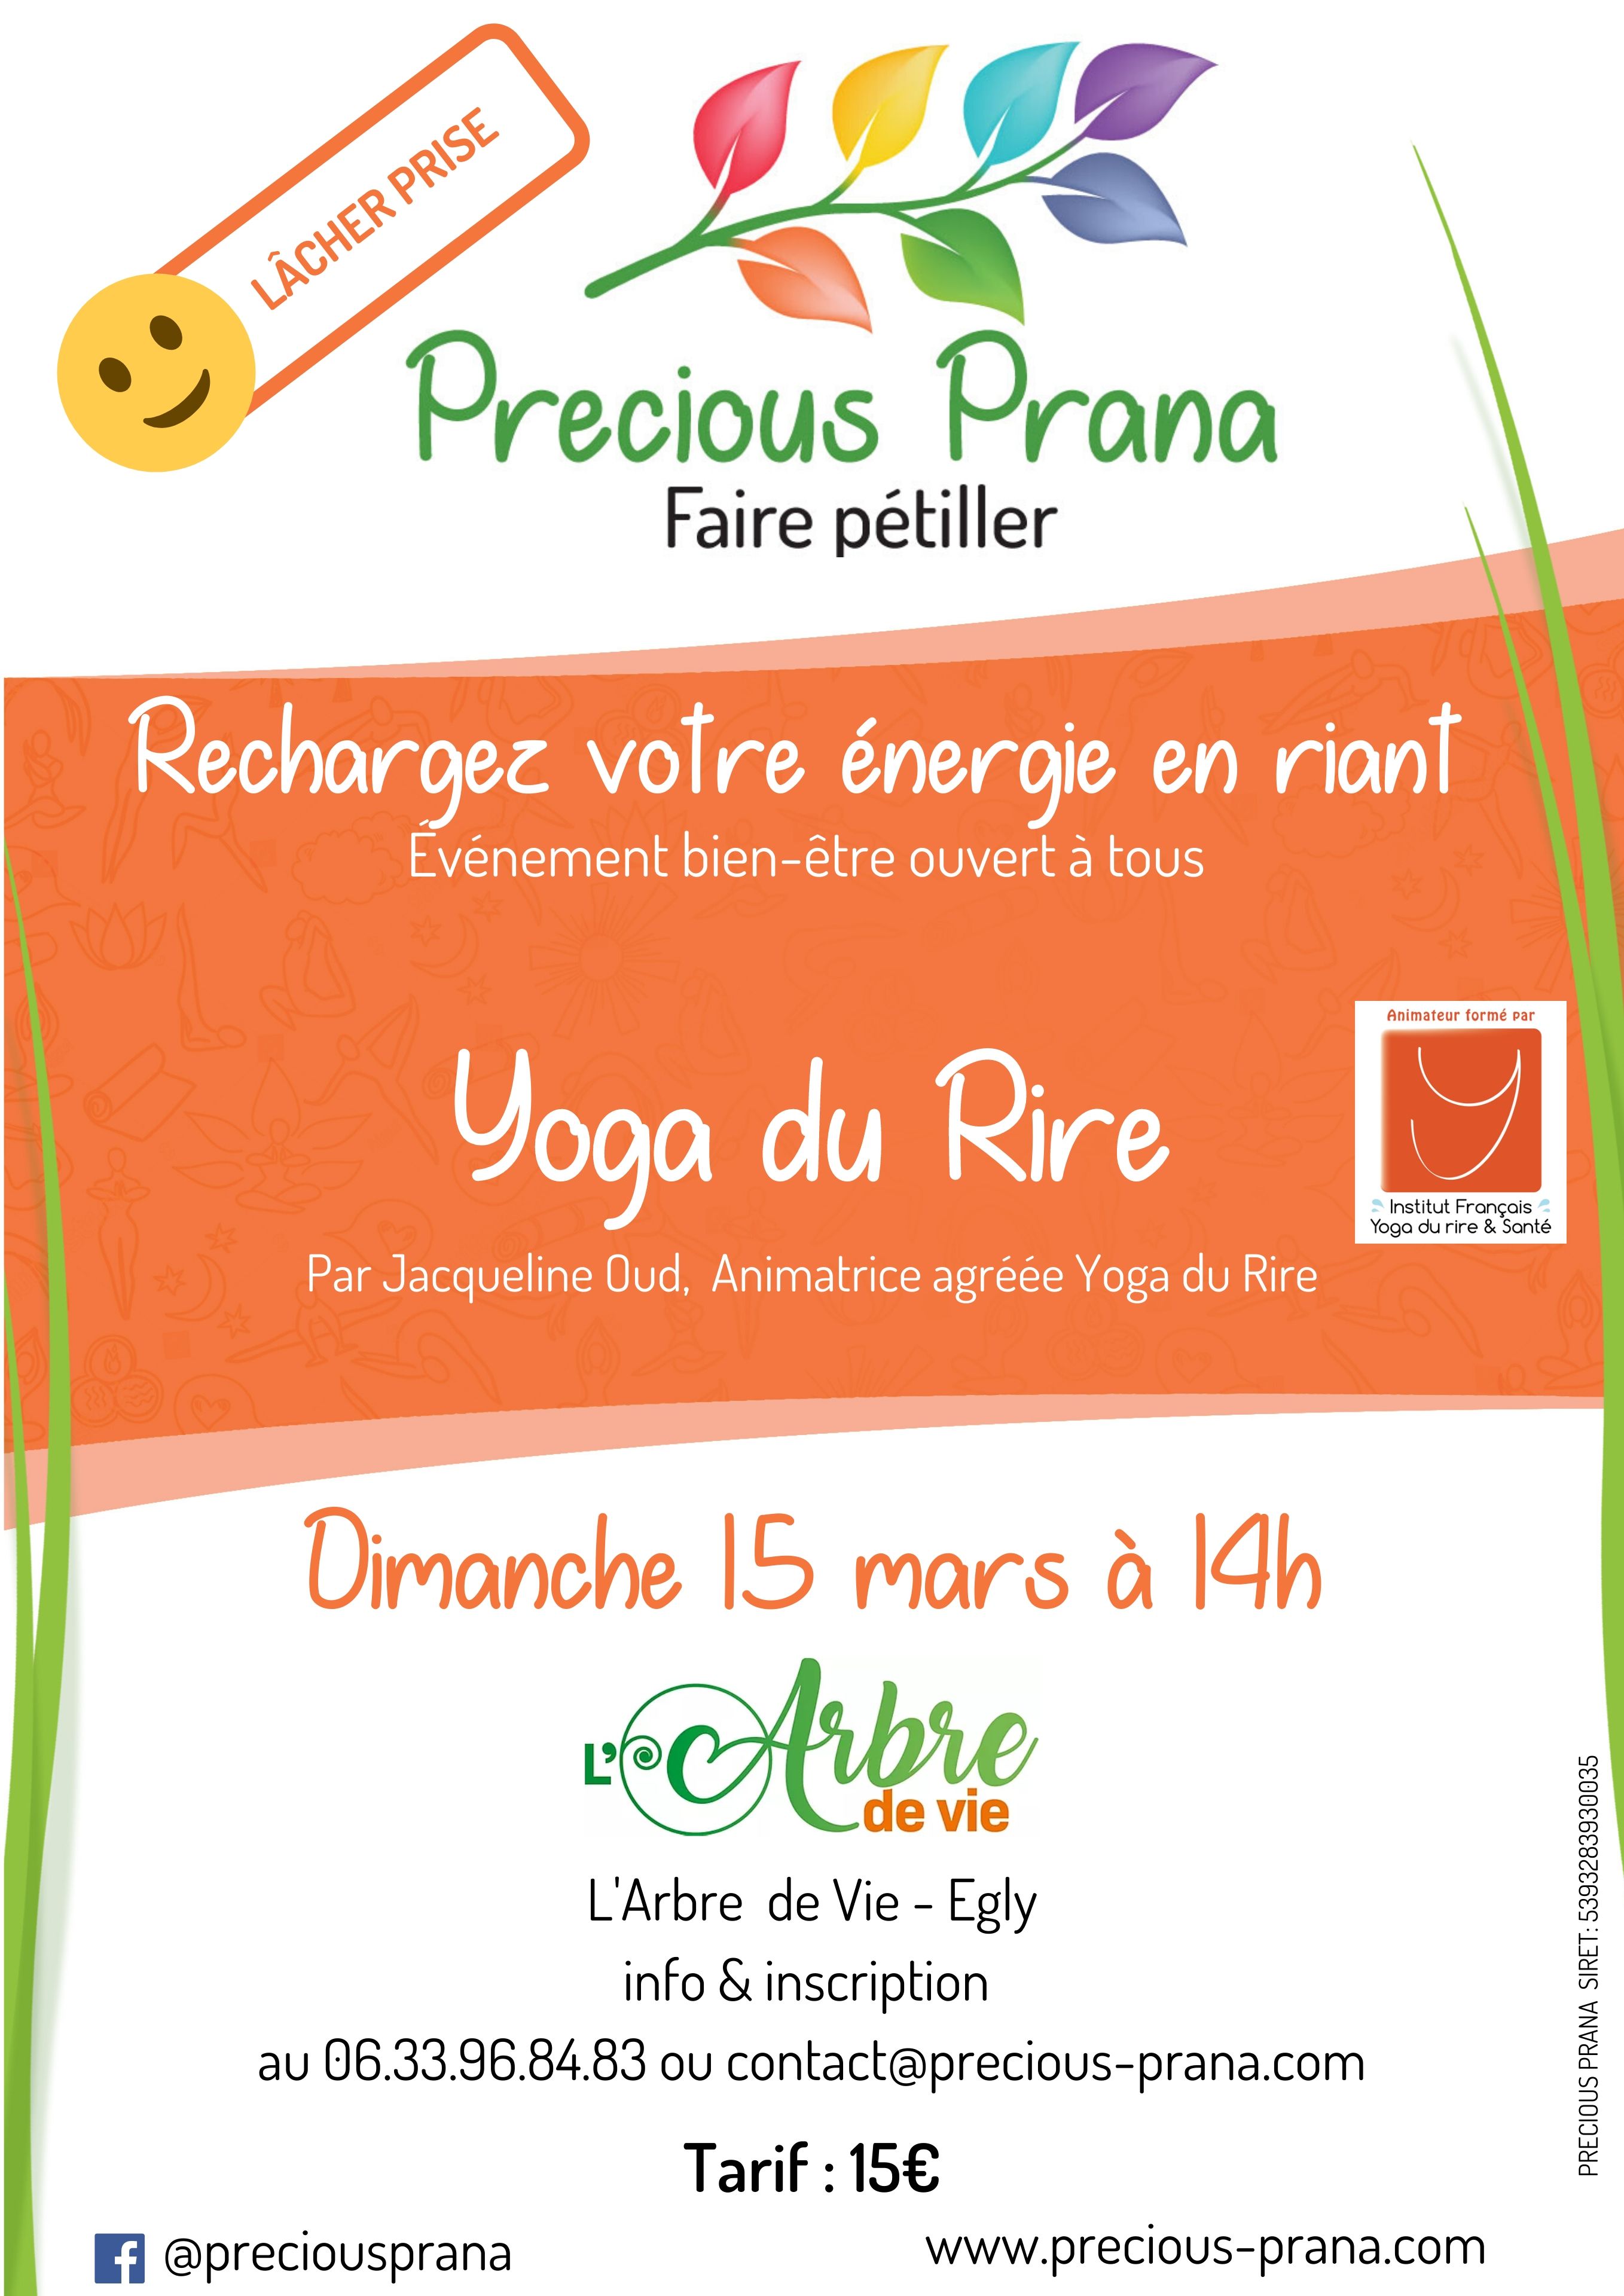 LÂCHER PRISE
Precious Prana
Faire pétiller
Rechargez votre énergie en riant
Événement bien-être ouvert à tous
Animateur formé par
Institut Français
Yoga du rire & Santé
Yoga du Rire
Par Jacqueline Oud, Animatrice agréée Yoga du Rire
Dimanche 15 mars à 14h
L'Arbre
de vie
L'Arbre de Vie - Egly
info & inscription
au 06.33.96.84.83 ou contact@precious-prana.com
Tarif : 15€
@preciousprana
www.precious-prana.com
PRECIOUS PRANA SIRET: 53932839300​35